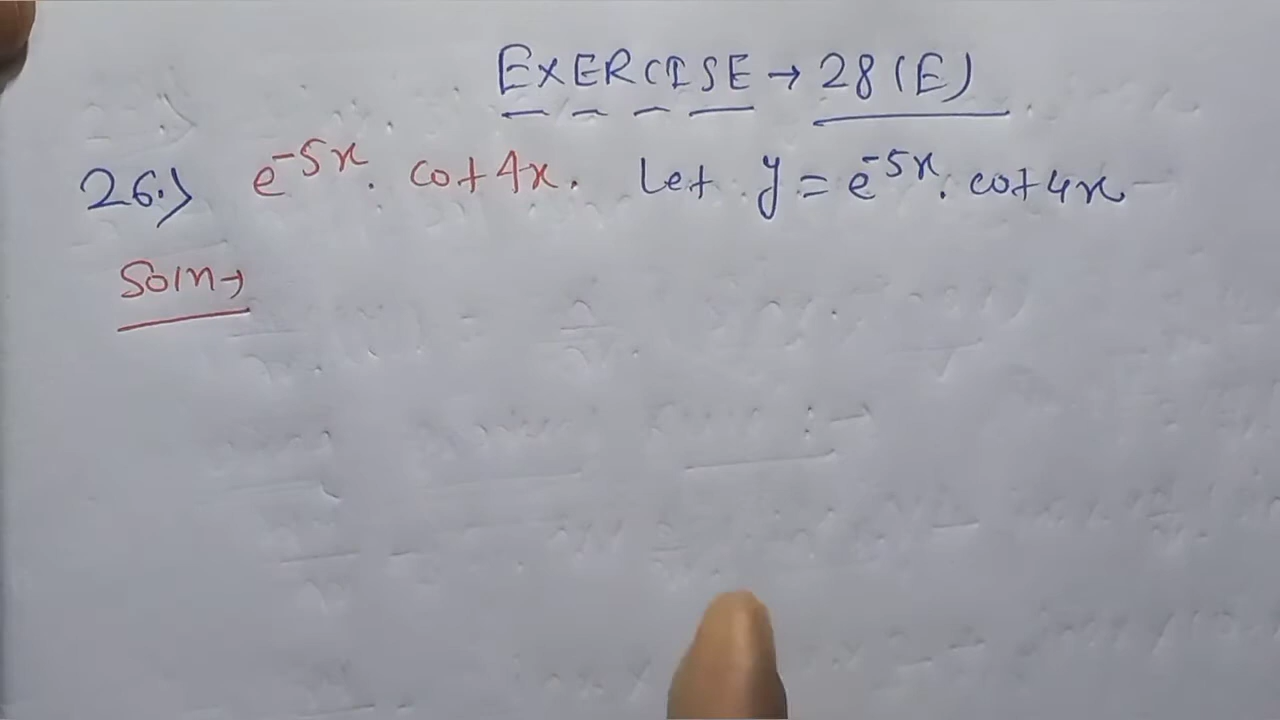 EXERCISE → 28(E)
26.) e^-5x. cot 4x. Let y = e^-5x. cot 4x
Soln→